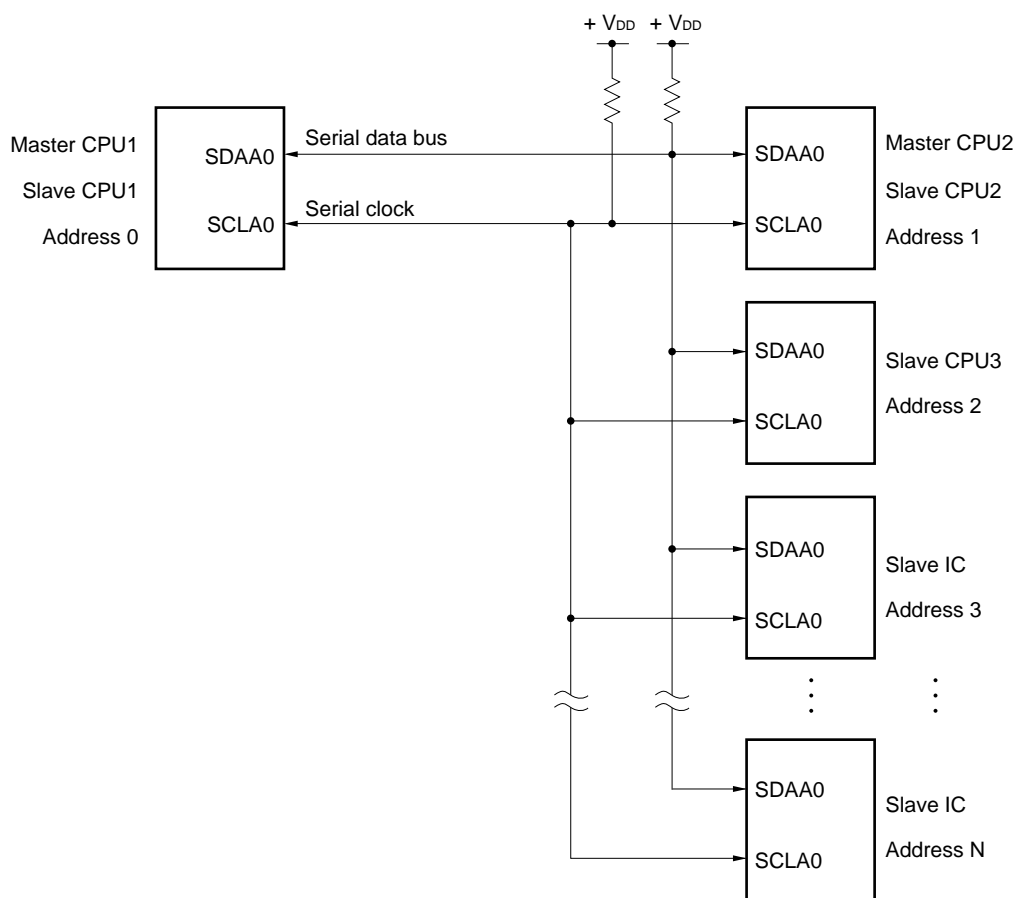 + VDD + VDD
Master CPU1
Slave CPU1
Address 0
SDAA0
SCLA0
Serial data bus
Serial clock
SDAA0
SCLA0
Master CPU2
Slave CPU2
Address 1
SDAA0
SCLA0
Slave CPU3
Address 2
SDAA0
SCLA0
Slave IC
Address 3
SDAA0
SCLA0
Slave IC
Address N